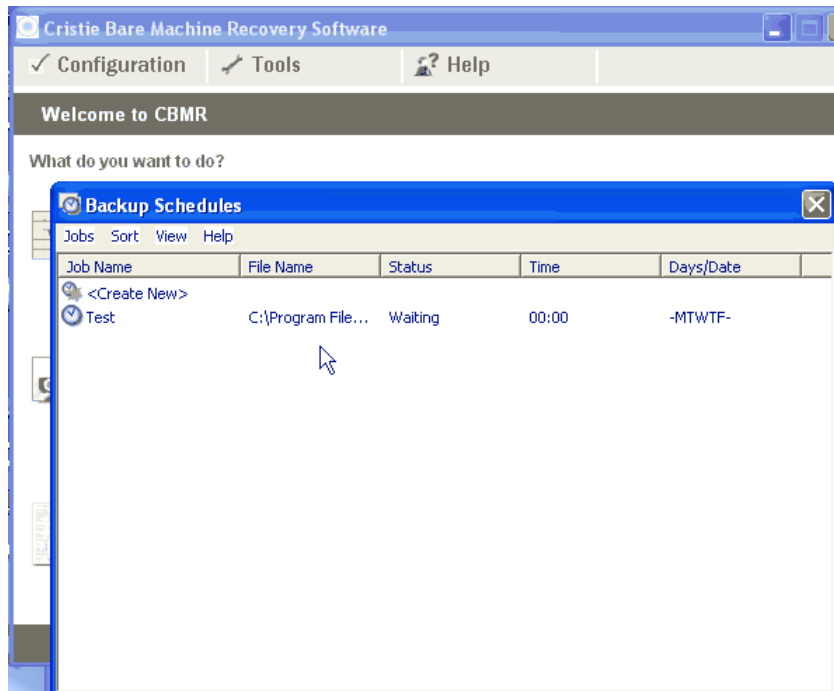 Cristie Bare Machine Recovery Software
Configuration Tools Help
Welcome to CBMR
What do you want to do?
Backup Schedules
Jobs Sort View Help
Job Name File Name Status Time Days/Date
<Create New>
Test C:\Program File... Waiting 00:00 -MTWTF-